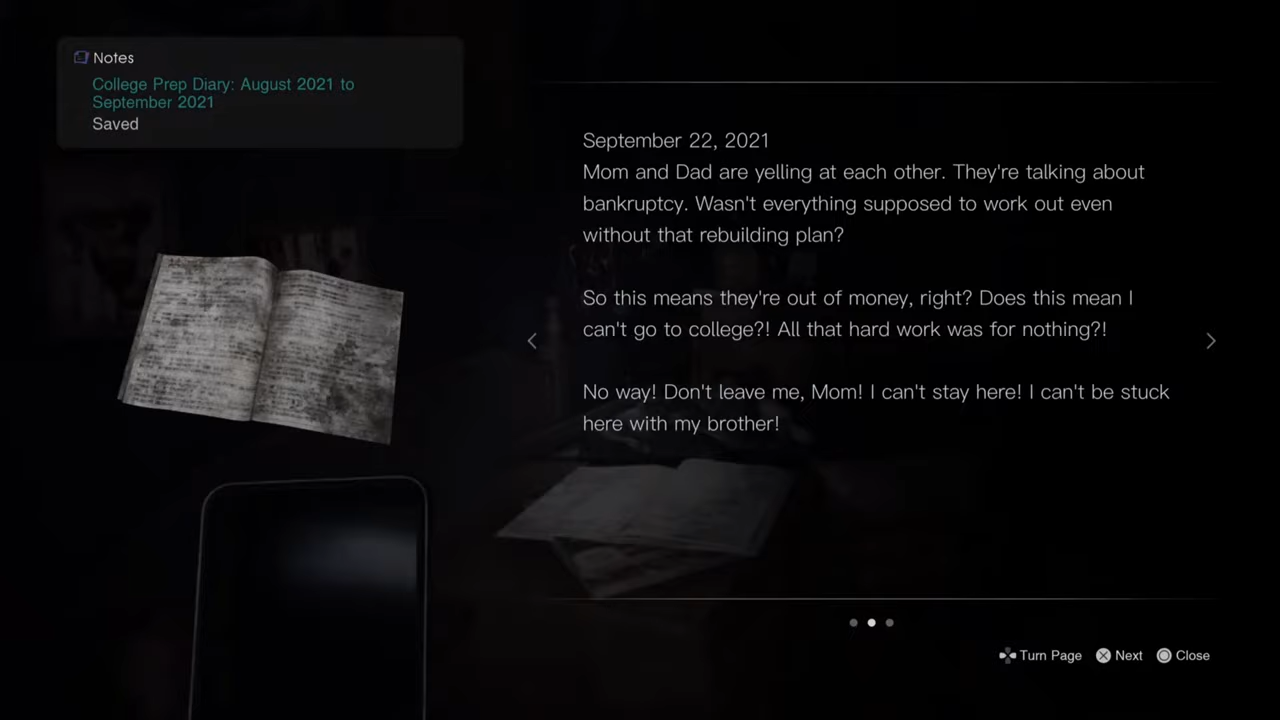 Notes
College Prep Diary: August 2021 to
September 2021
Saved
September 22, 2021
Mom and Dad are yelling at each other. They're talking about
bankruptcy. Wasn't everything supposed to work out even
without that rebuilding plan?
So this means they're out of money, right? Does this mean I
can't go to college?! All that hard work was for nothing?!
No way! Don't leave me, Mom! I can't stay here! I can't be stuck
here with my brother!
Turn Page
Next
Close